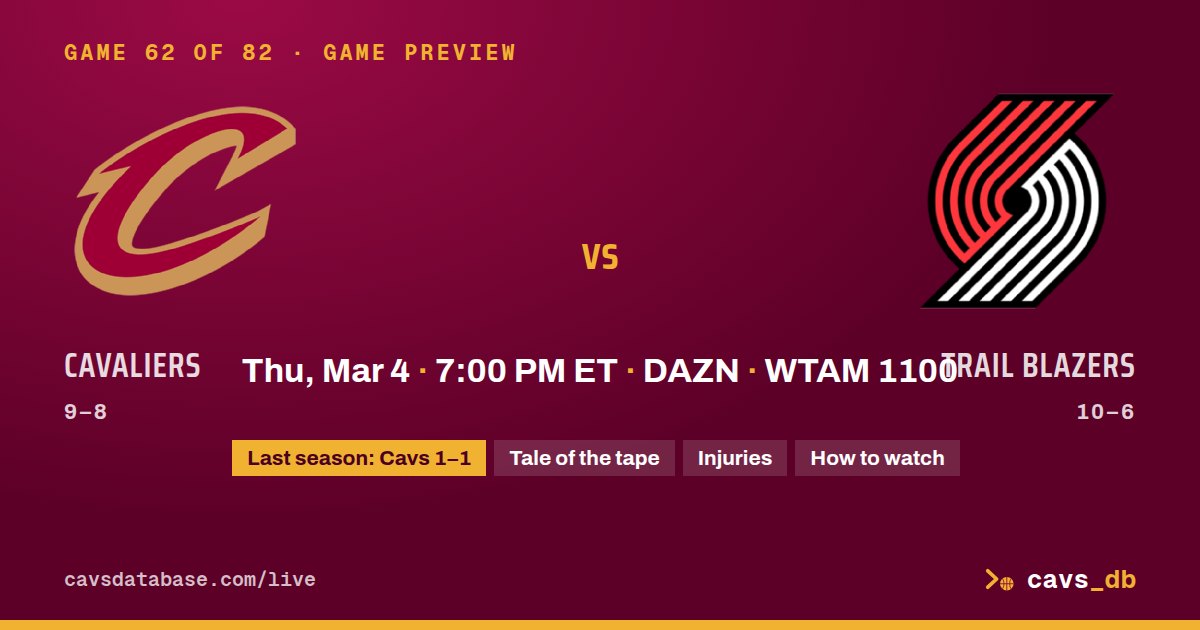 GAME 62 OF 82 · GAME PREVIEW
VS
CAVALIERS
Thu, Mar 4 · 7:00 PM ET · DAZN · WTAM 1100
TRAIL BLAZERS
9–8
10–6
Last season: Cavs 1–1
Tale of the tape
Injuries
How to watch
cavsdatabase.com/live
cavs_db